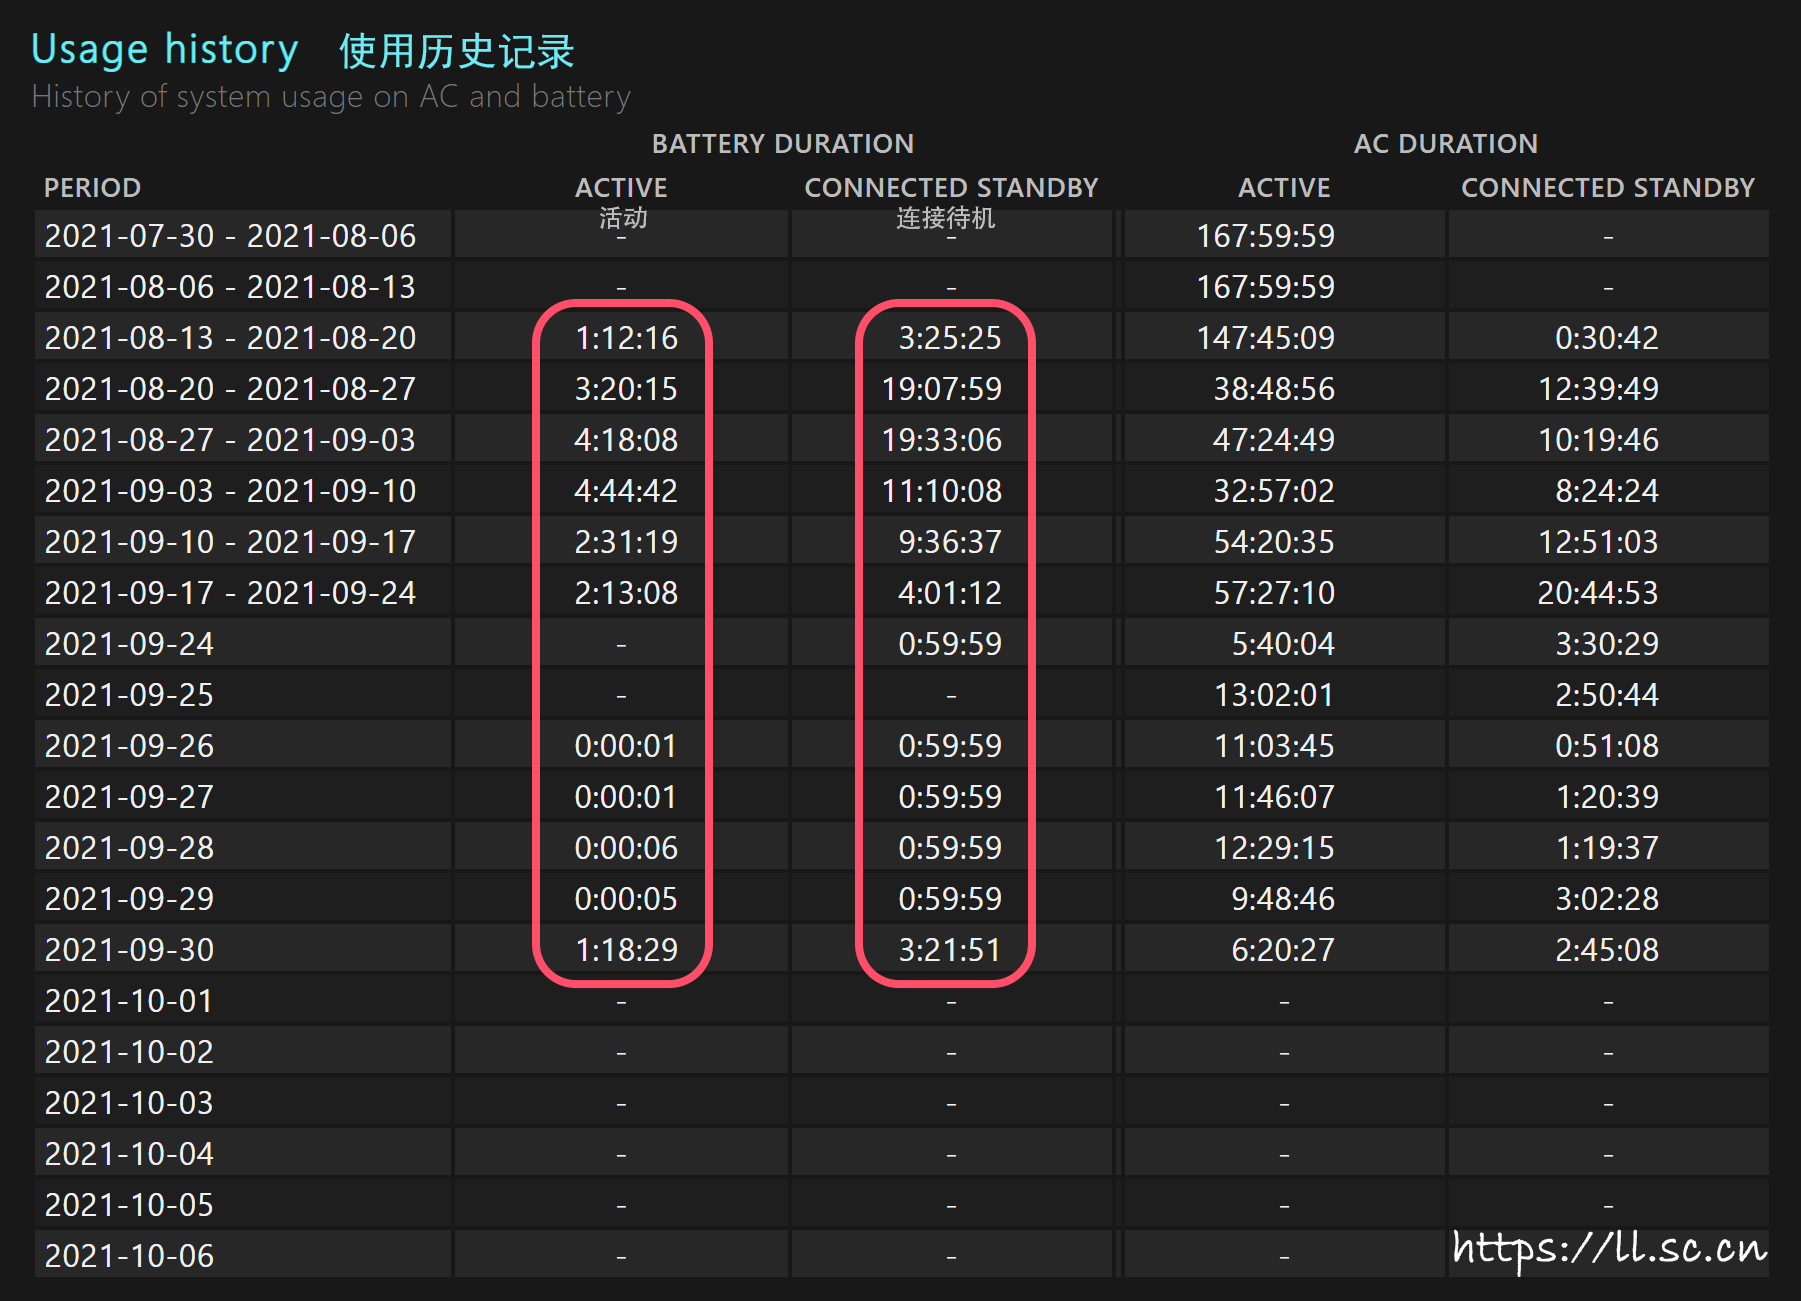 Usage history 使用历史记录
History of system usage on AC and battery
BATTERY DURATION AC DURATION
PERIOD ACTIVE CONNECTED STANDBY ACTIVE CONNECTED STANDBY
活动 连接待机
2021-07-30 - 2021-08-06 - - 167:59:59 -
2021-08-06 - 2021-08-13 - - 167:59:59 -
2021-08-13 - 2021-08-20 1:12:16 3:25:25 147:45:09 0:30:42
2021-08-20 - 2021-08-27 3:20:15 19:07:59 38:48:56 12:39:49
2021-08-27 - 2021-09-03 4:18:08 19:33:06 47:24:49 10:19:46
2021-09-03 - 2021-09-10 4:44:42 11:10:08 32:57:02 8:24:24
2021-09-10 - 2021-09-17 2:31:19 9:36:37 54:20:35 12:51:03
2021-09-17 - 2021-09-24 2:13:08 4:01:12 57:27:10 20:44:53
2021-09-24 - 0:59:59 5:40:04 3:30:29
2021-09-25 - - 13:02:01 2:50:44
2021-09-26 0:00:01 0:59:59 11:03:45 0:51:08
2021-09-27 0:00:01 0:59:59 11:46:07 1:20:39
2021-09-28 0:00:06 0:59:59 12:29:15 1:19:37
2021-09-29 0:00:05 0:59:59 9:48:46 3:02:28
2021-09-30 1:18:29 3:21:51 6:20:27 2:45:08
2021-10-01 - - - -
2021-10-02 - - - -
2021-10-03 - - - -
2021-10-04 - - - -
2021-10-05 - - - -
2021-10-06 - - -
https://ll.sc.cn